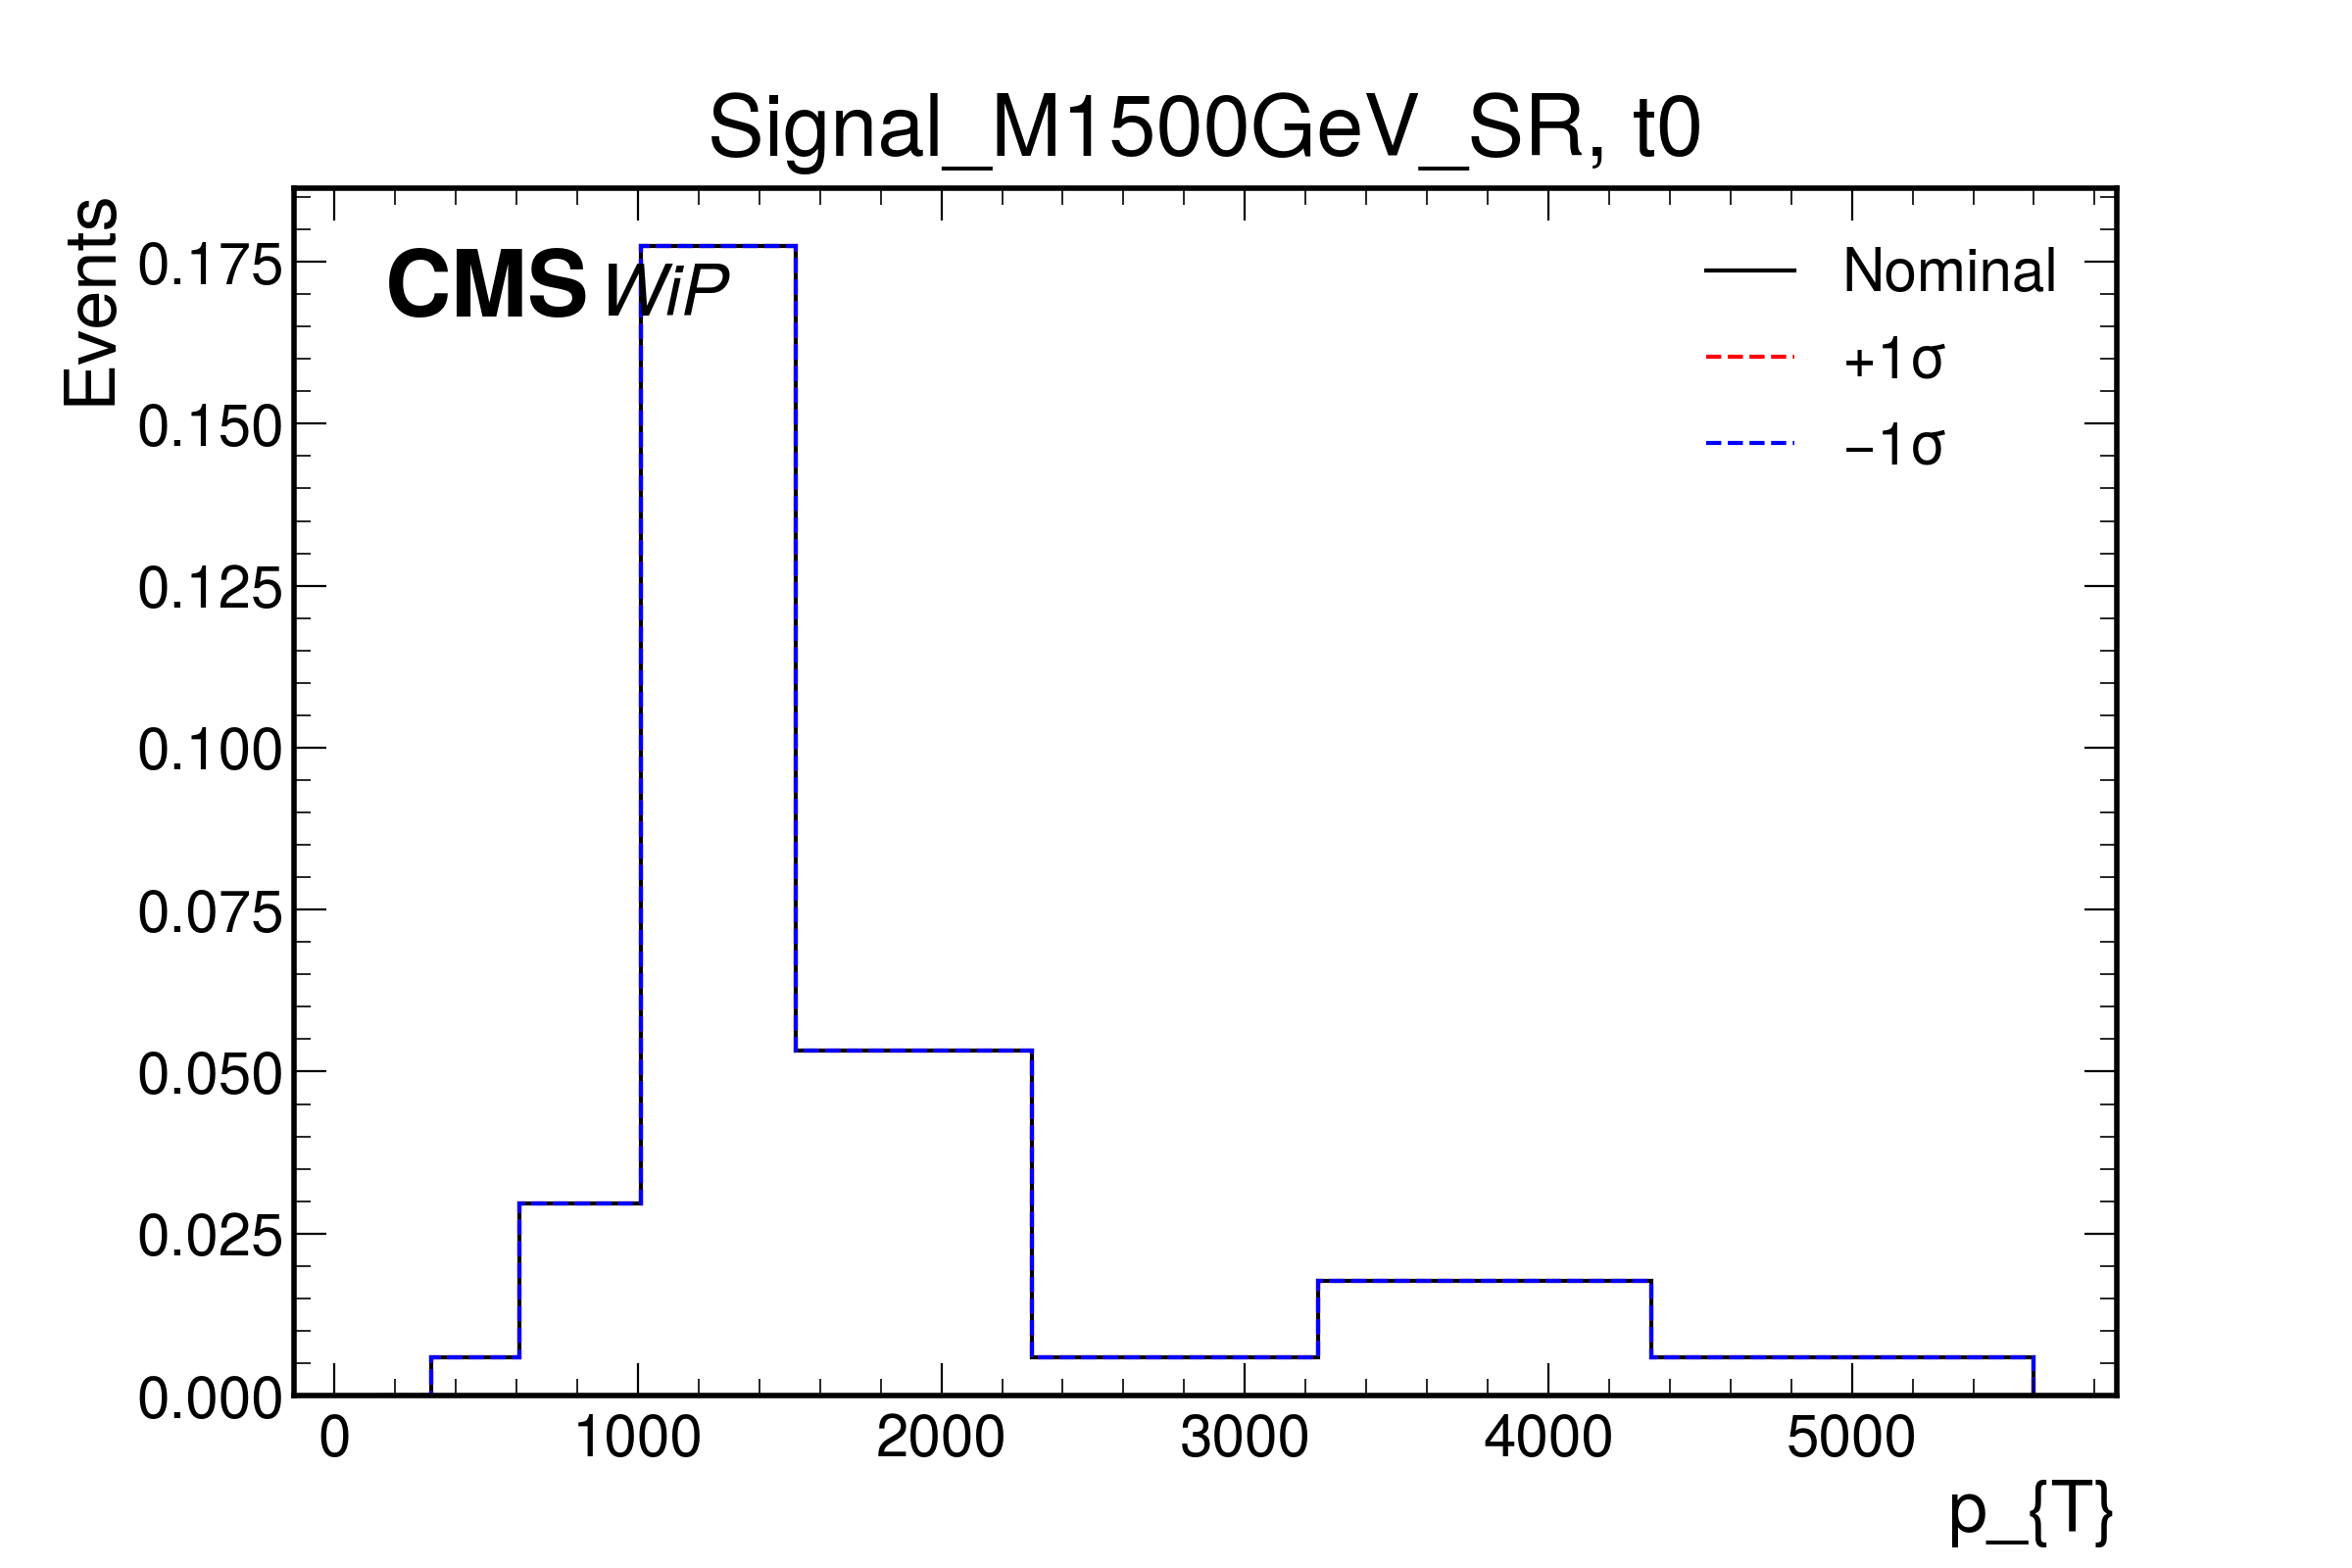 Signal_M1500GeV_SR, t0
Events
CMS WiP
Nominal
+1σ
−1σ
0.175
0.150
0.125
0.100
0.075
0.050
0.025
0.000
0 1000 2000 3000 4000 5000
p_{T}